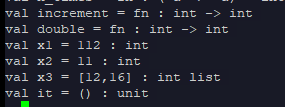 val increment = fn : int -> int
val double = fn : int -> int
val x1 = 112 : int
val x2 = 11 : int
val x3 = [12,16] : int list
val it = () : unit